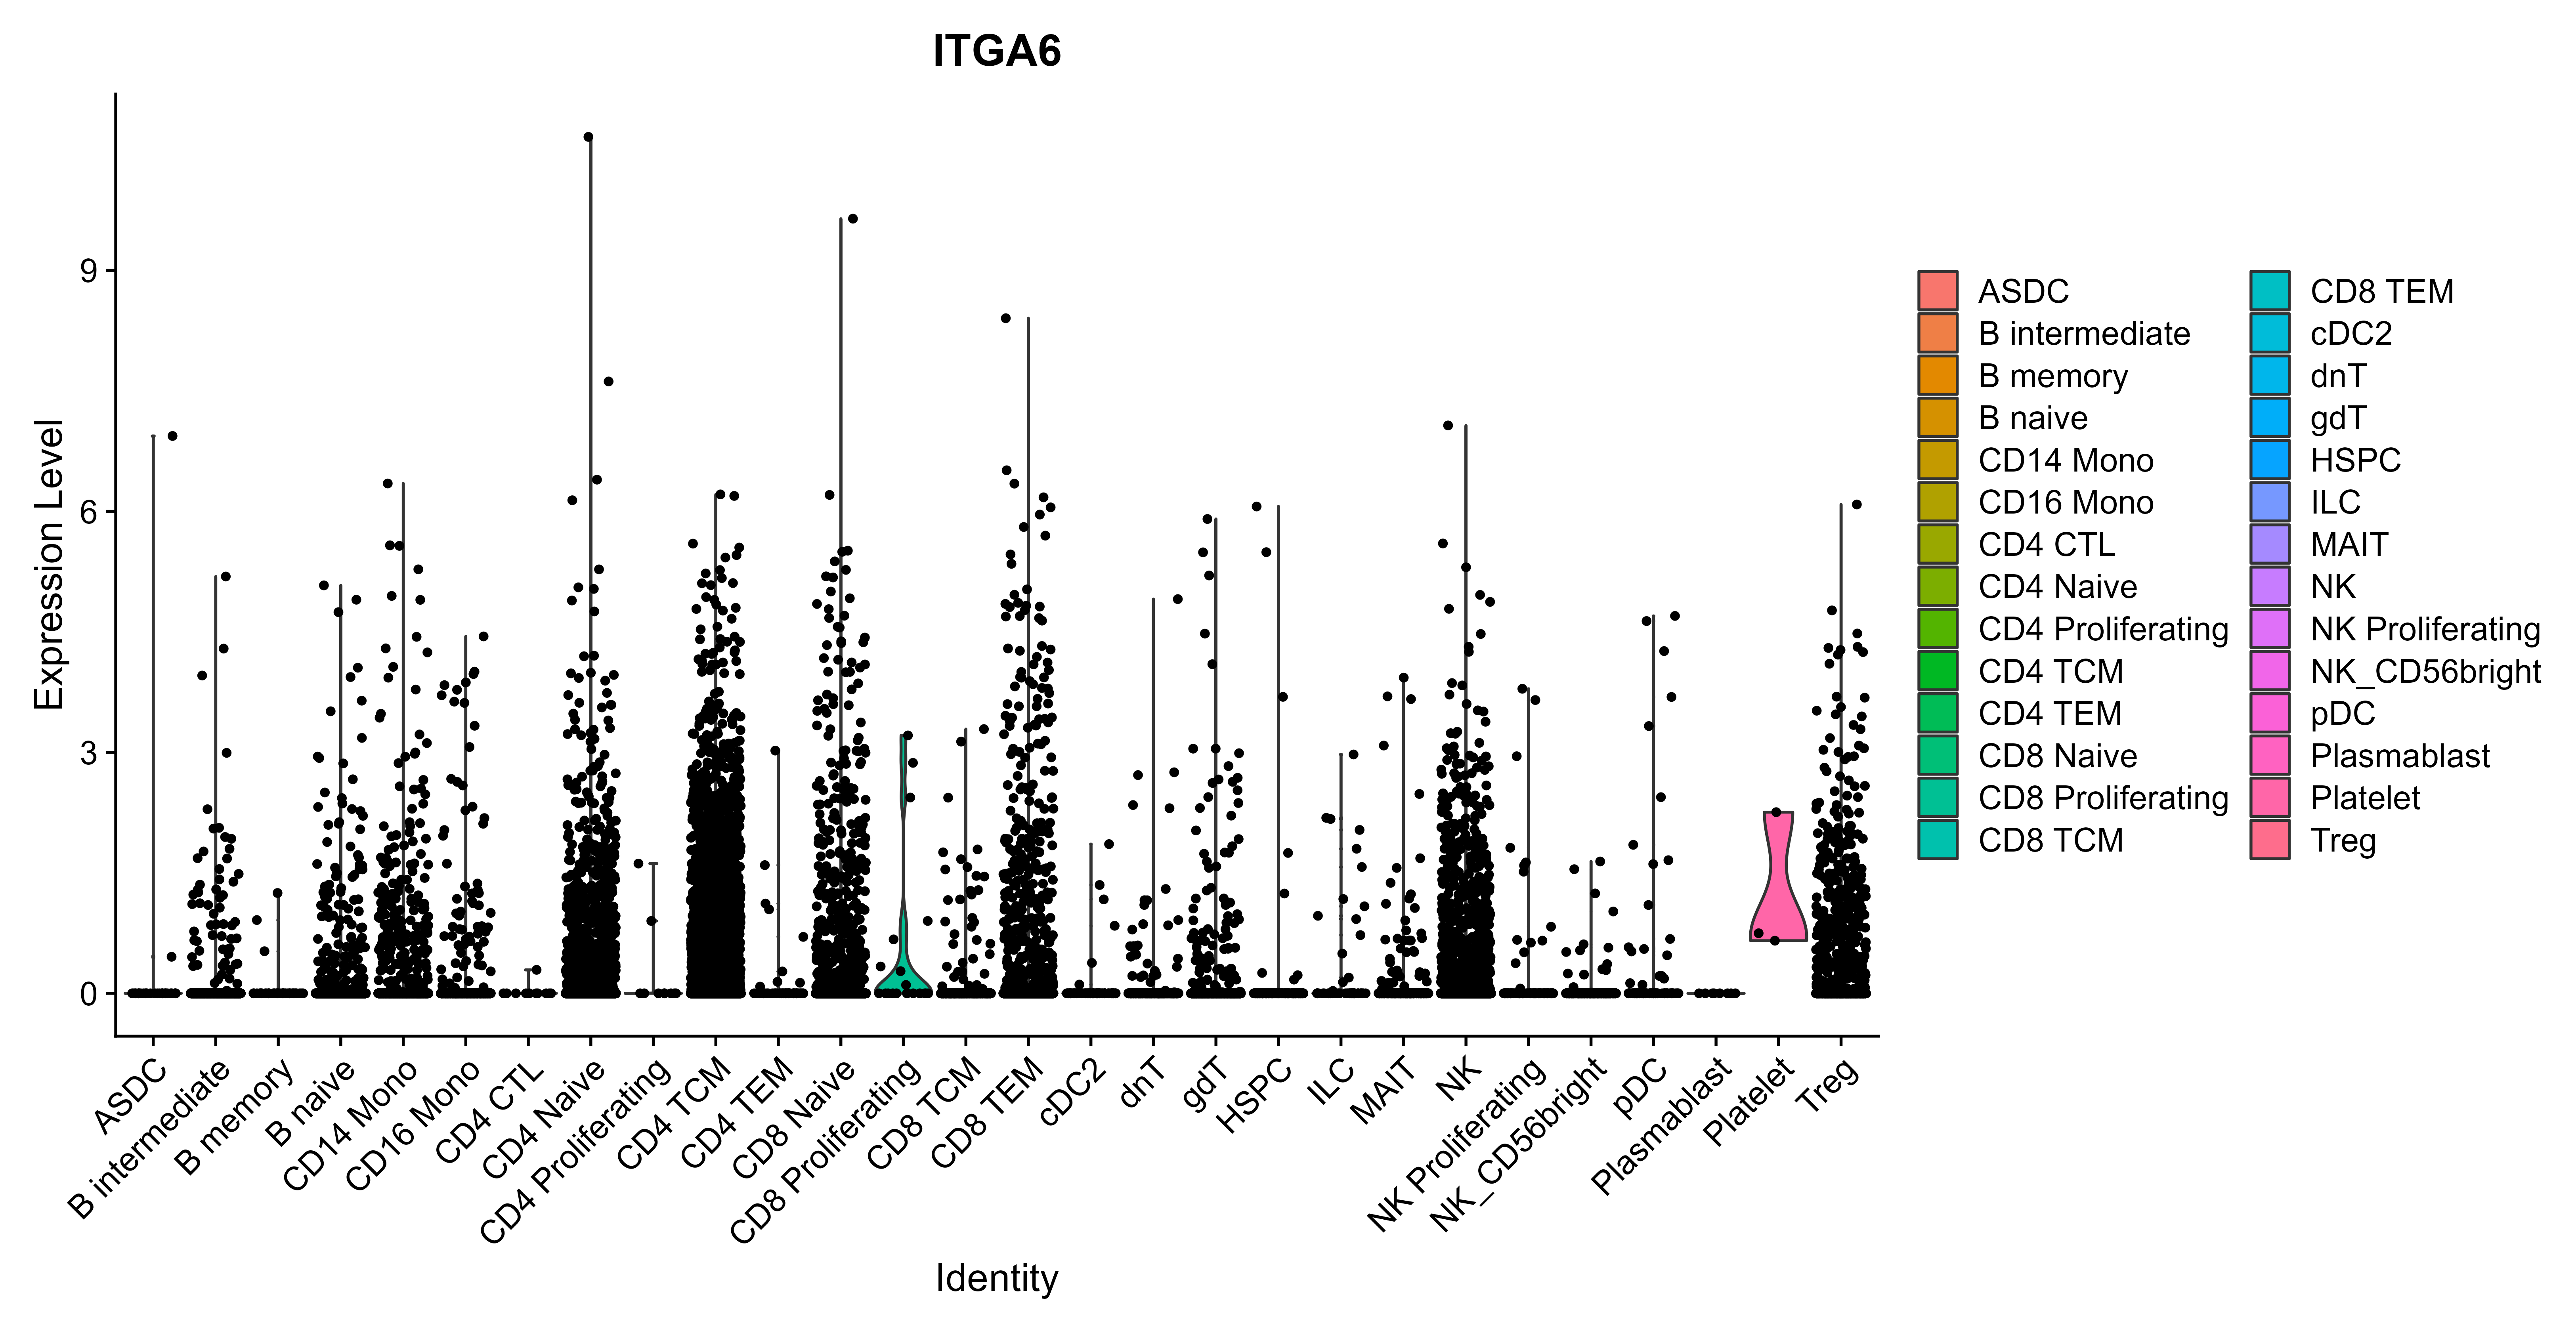 ITGA6
Expression Level
9
6
3
0
ASDC
B intermediate
B memory
B naive
CD14 Mono
CD16 Mono
CD4 CTL
CD4 Naive
CD4 Proliferating
CD4 TCM
CD4 TEM
CD8 Naive
CD8 Proliferating
CD8 TCM
CD8 TEM
cDC2
dnT
gdT
HSPC
ILC
MAIT
NK
NK Proliferating
NK_CD56bright
pDC
Plasmablast
Platelet
Treg
Identity
ASDC
B intermediate
B memory
B naive
CD14 Mono
CD16 Mono
CD4 CTL
CD4 Naive
CD4 Proliferating
CD4 TCM
CD4 TEM
CD8 Naive
CD8 Proliferating
CD8 TCM
CD8 TEM
cDC2
dnT
gdT
HSPC
ILC
MAIT
NK
NK Proliferating
NK_CD56bright
pDC
Plasmablast
Platelet
Treg